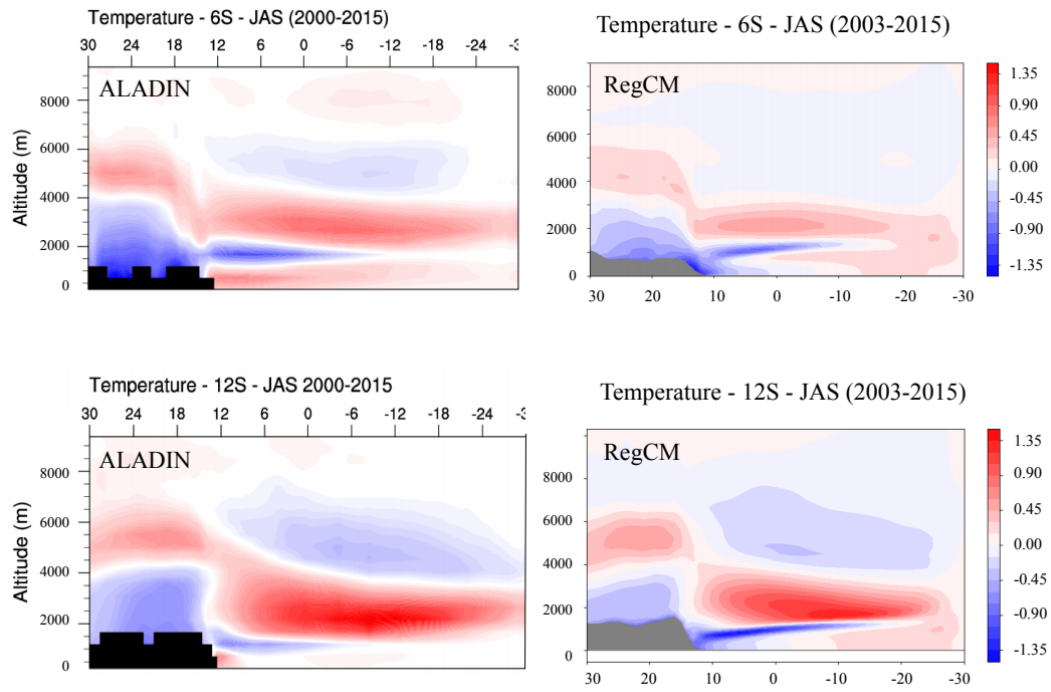 Temperature - 6S - JAS (2000-2015)
30 24 18 12 6 0 -6 -12 -18 -24 -3
ALADIN
Altitude (m)
8000
6000
4000
2000
0
Temperature - 6S - JAS (2003-2015)
RegCM
8000
6000
4000
2000
0
30 20 10 0 -10 -20 -30
1.35
0.90
0.45
0.00
-0.45
-0.90
-1.35
Temperature - 12S - JAS 2000-2015
30 24 18 12 6 0 -6 -12 -18 -24 -3
ALADIN
Altitude (m)
8000
6000
4000
2000
0
Temperature - 12S - JAS (2003-2015)
RegCM
8000
6000
4000
2000
0
30 20 10 0 -10 -20 -30
1.35
0.90
0.45
0.00
-0.45
-0.90
-1.35